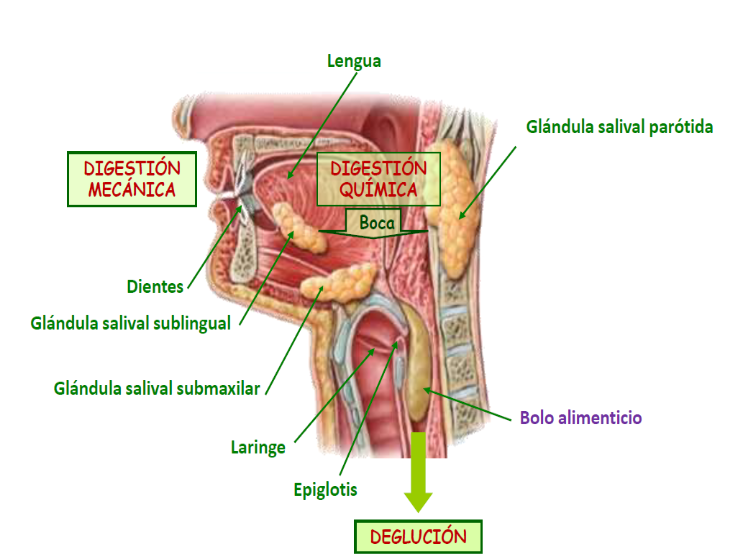 Lengua
Glándula salival parótida
DIGESTIÓN
MECÁNICA
DIGESTIÓN
QUÍMICA
Boca
Dientes
Glándula salival sublingual
Glándula salival submaxilar
Bolo alimenticio
Laringe
Epiglotis
DEGLUCIÓN